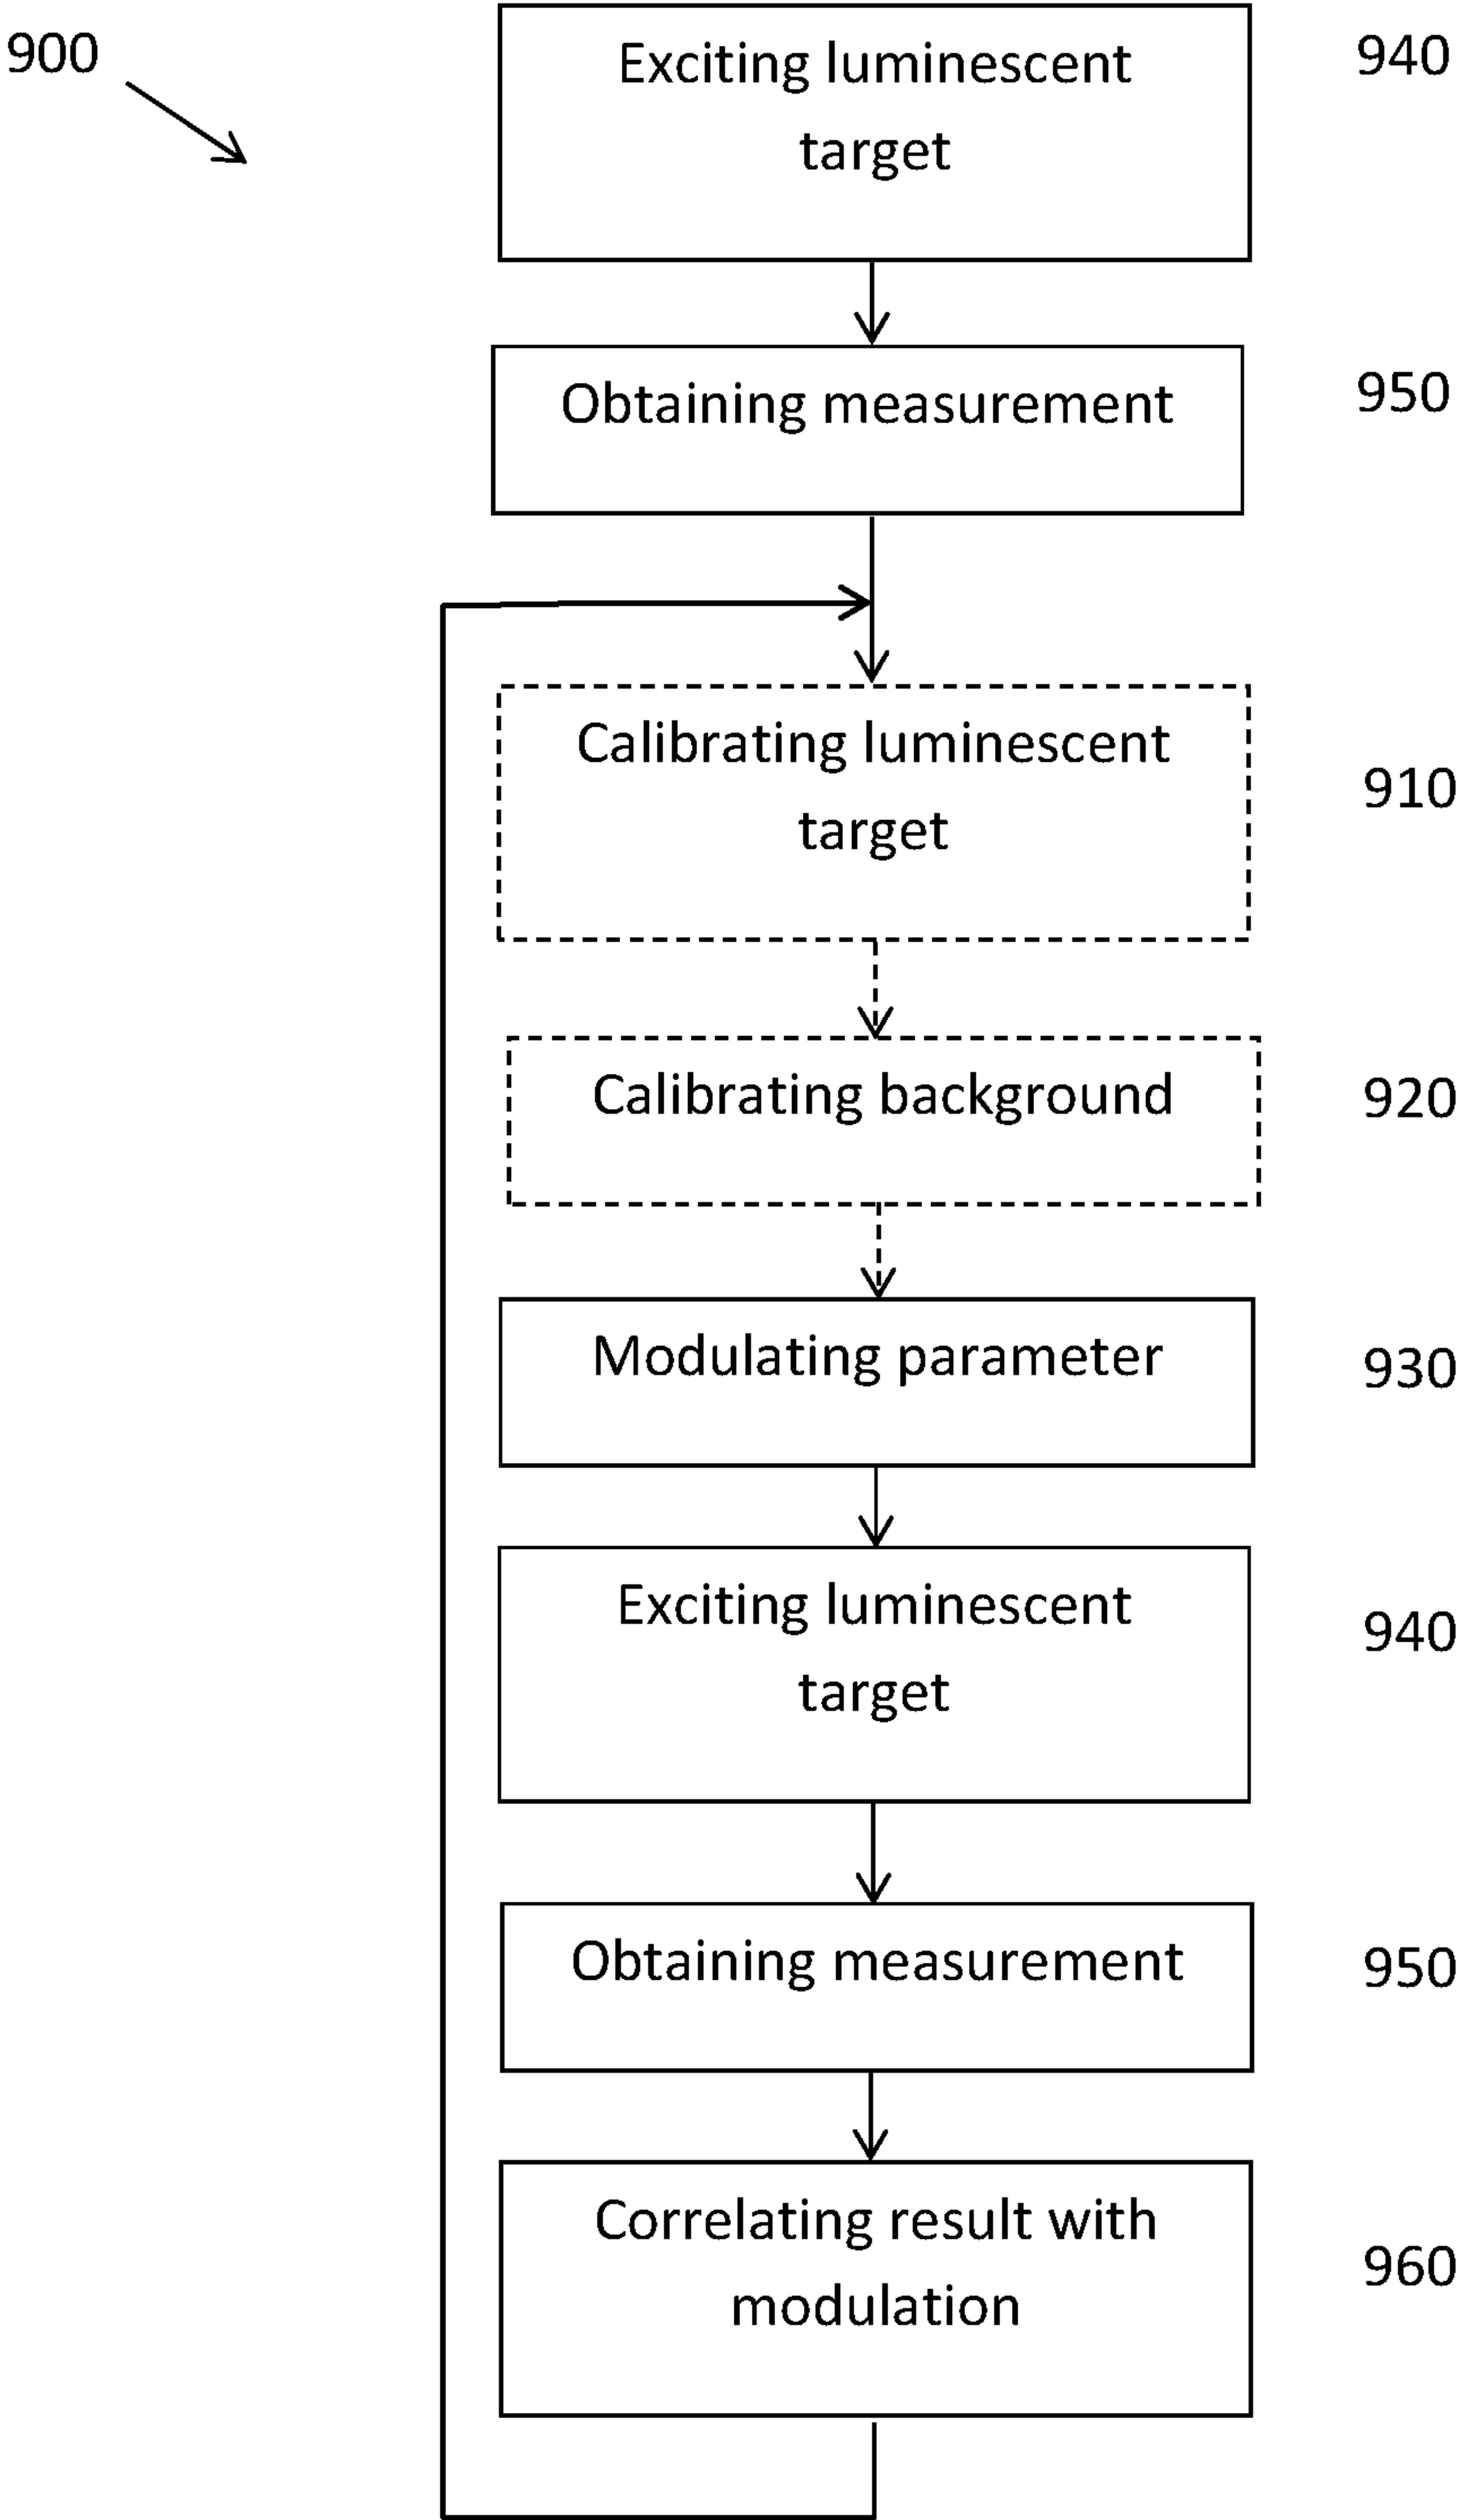 900
Exciting luminescent
target
940
Obtaining measurement
950
Calibrating luminescent
target
910
Calibrating background
920
Modulating parameter
930
Exciting luminescent
target
940
Obtaining measurement
950
Correlating result with
modulation
960